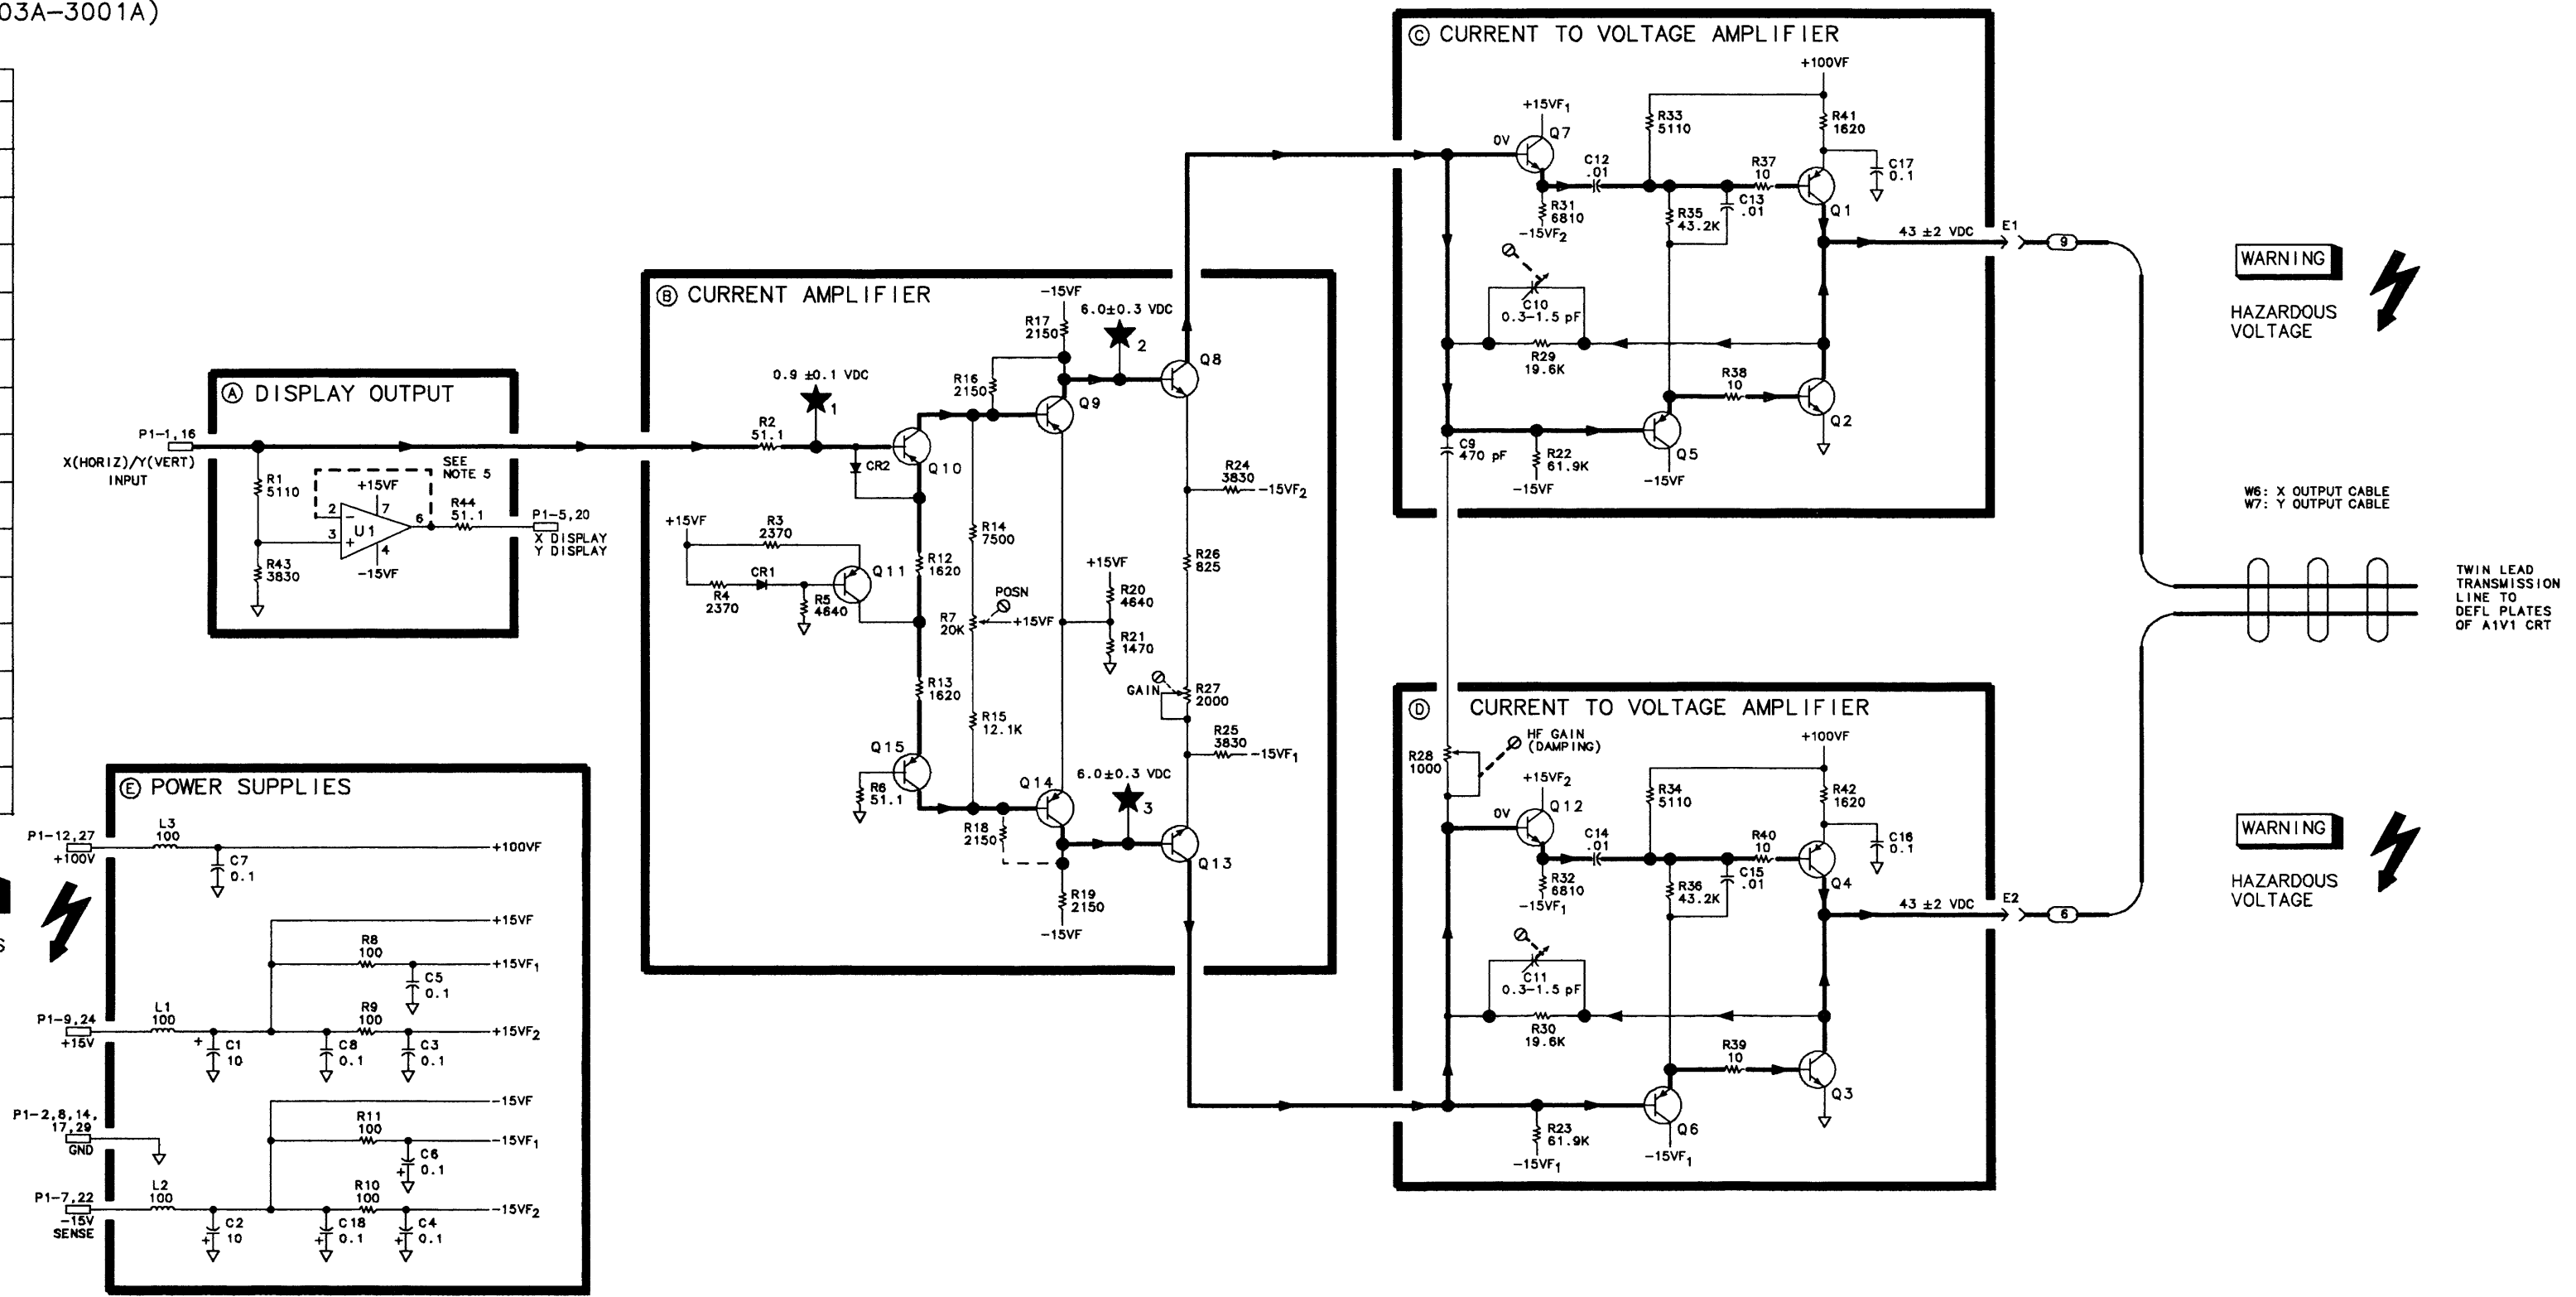 03A-3001A)
Ⓐ DISPLAY OUTPUT
P1-1,16
X(HORIZ)/Y(VERT)
INPUT
R1
5110
R43
3830
+15VF
7
2
3
U1
6
4
-15VF
SEE
NOTE 5
R44
51.1
P1-5,20
X DISPLAY
Y DISPLAY
Ⓑ CURRENT AMPLIFIER
0.9 ±0.1 VDC
1
R2
51.1
CR2
Q10
+15VF
R3
2370
R4
2370
CR1
R5
4640
Q11
R12
1620
R13
1620
Q15
R6
51.1
R14
7500
R7
20K
POSN
+15VF
R15
12.1K
R16
2150
R17
2150
-15VF
Q9
6.0±0.3 VDC
2
Q8
R24
3830
-15VF2
R26
825
+15VF
R20
4640
R21
1470
GAIN
R27
2000
R25
3830
-15VF1
Q14
6.0±0.3 VDC
3
R18
2150
R19
2150
-15VF
Q13
Ⓒ CURRENT TO VOLTAGE AMPLIFIER
+100VF
+15VF1
0V
Q7
C12
.01
R31
6810
-15VF2
R33
5110
R41
1620
R37
10
C17
0.1
Q1
R35
43.2K
C13
.01
43 ±2 VDC
E1
9
C10
0.3-1.5 pF
R29
19.6K
R38
10
Q2
C9
470 pF
R22
61.9K
-15VF
Q5
-15VF
WARNING
HAZARDOUS
VOLTAGE
W6: X OUTPUT CABLE
W7: Y OUTPUT CABLE
TWIN LEAD
TRANSMISSION
LINE TO
DEFL PLATES
OF A1V1 CRT
Ⓓ CURRENT TO VOLTAGE AMPLIFIER
R28
1000
HF GAIN
(DAMPING)
+100VF
+15VF2
0V
Q12
C14
.01
R32
6810
-15VF1
R34
5110
R42
1620
R40
10
C16
0.1
Q4
R36
43.2K
C15
.01
43 ±2 VDC
E2
6
C11
0.3-1.5 pF
R30
19.6K
R39
10
Q3
R23
61.9K
-15VF1
Q6
-15VF1
WARNING
HAZARDOUS
VOLTAGE
Ⓔ POWER SUPPLIES
P1-12,27
+100V
L3
100
C7
0.1
+100VF
+15VF
R8
100
C5
0.1
+15VF1
P1-9,24
+15V
L1
100
+
C1
10
C8
0.1
R9
100
C3
0.1
+15VF2
P1-2,8,14,
17,29
GND
-15VF
R11
100
C6
+
0.1
-15VF1
P1-7,22
-15V
SENSE
L2
100
C2
+
10
C18
+
0.1
R10
100
C4
+
0.1
-15VF2
S